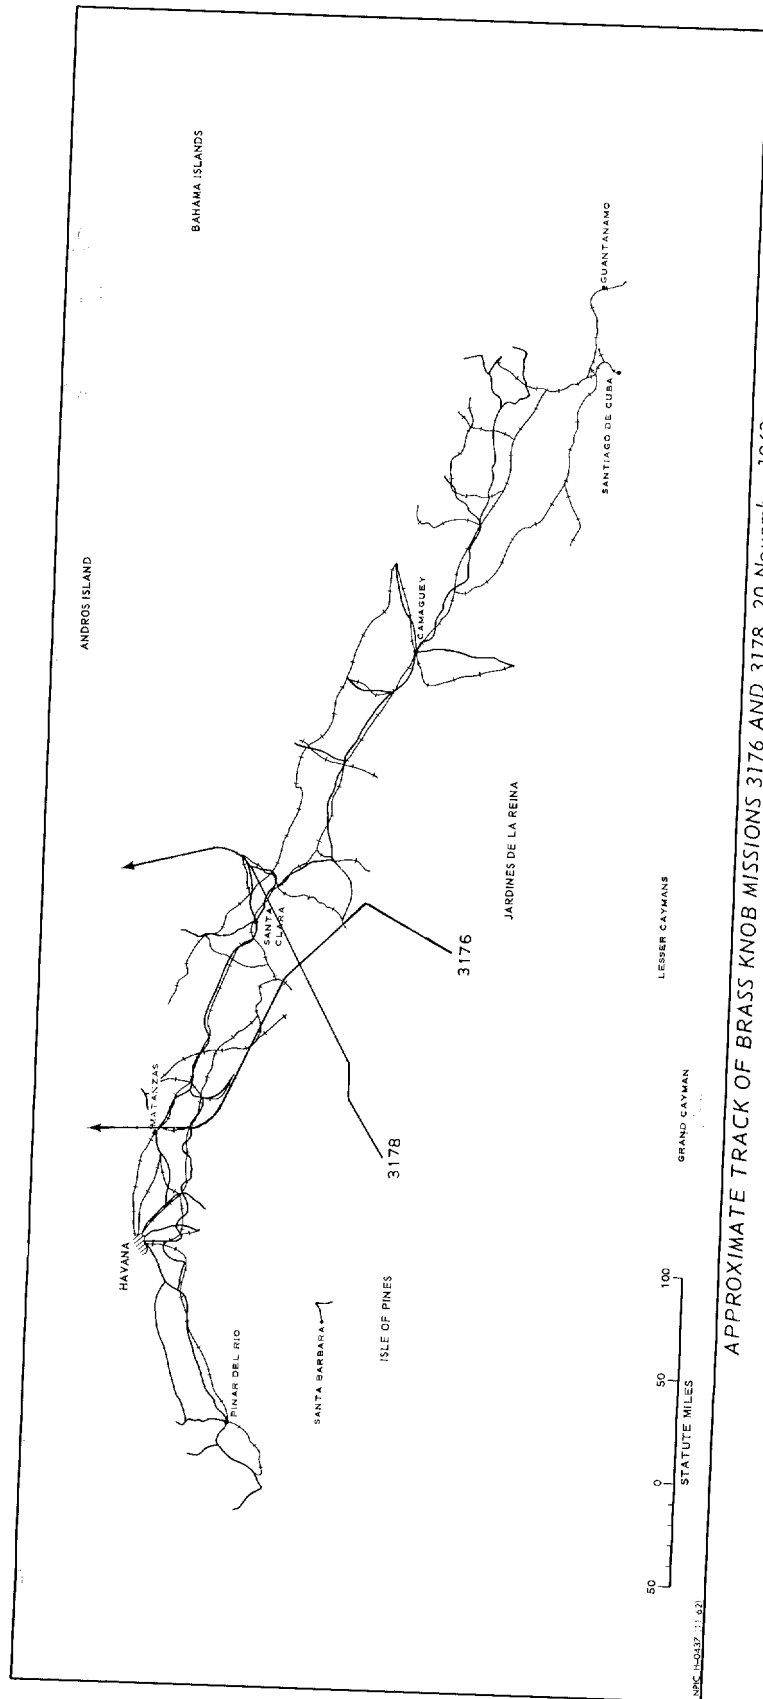 BAHAMA ISLANDS
ANDROS ISLAND
GUANTANAMO
SANTIAGO DE CUBA
CAMAGUEY
JARDINES DE LA REINA
SANTA
CLARA
3176
LESSER CAYMANS
MATANZAS
3178
GRAND CAYMAN
HAVANA
ISLE OF PINES
PINAR DEL RIO
SANTA BARBARA
50 0 50 100
STATUTE MILES
APPROXIMATE TRACK OF BRASS KNOB MISSIONS 3176 AND 3178, 20